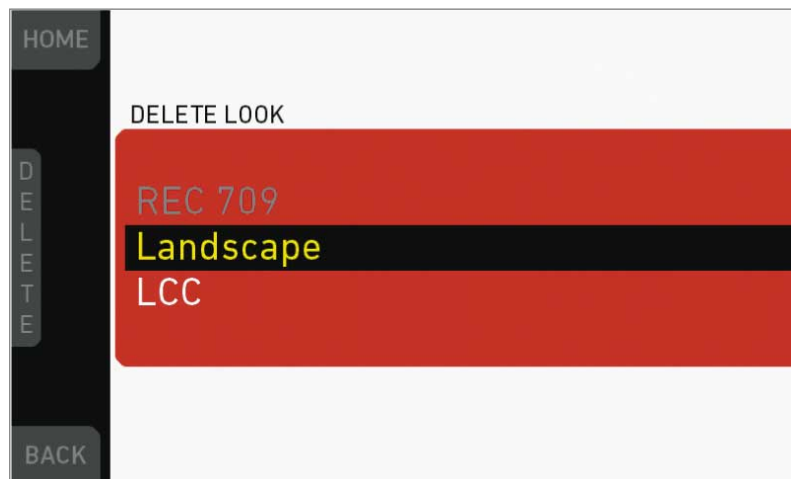 HOME
DELETE LOOK
DELETE
REC 709
Landscape
LCC
BACK